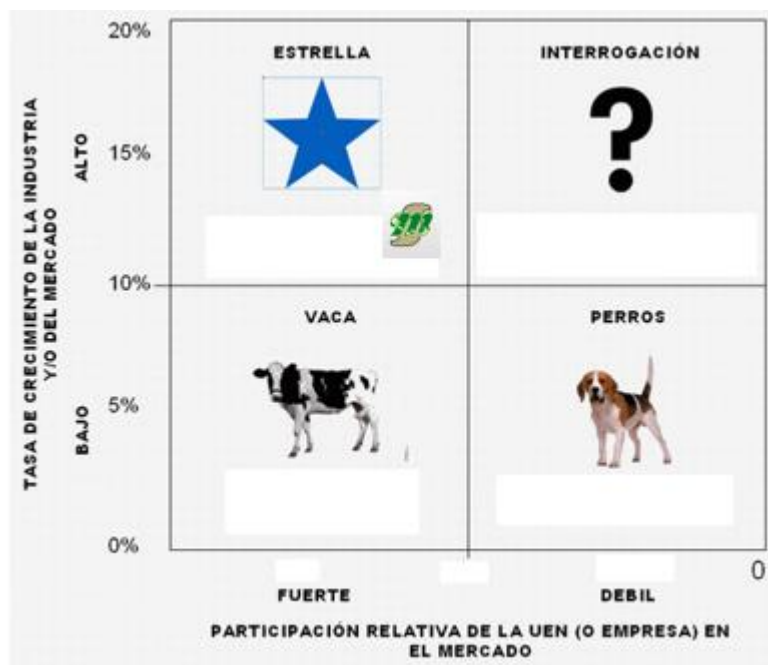 20%
ESTRELLA
INTERROGACIÓN
?
15%
ALTO
TASA DE CRECIMIENTO DE LA INDUSTRIA
Y/O DEL MERCADO
10%
VACA
PERROS
5%
BAJO
0%
0
FUERTE
DEBIL
PARTICIPACIÓN RELATIVA DE LA UEN (O EMPRESA) EN
EL MERCADO